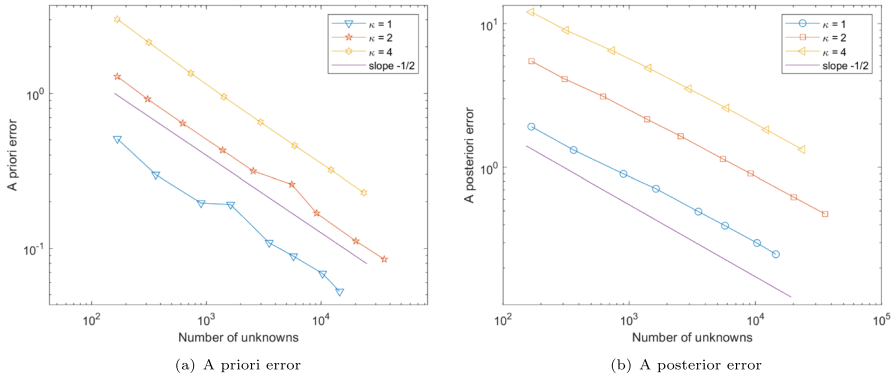 κ = 1
κ = 2
κ = 4
slope -1/2
10^0
10^-1
A priori error
10^2
10^3
10^4
Number of unknowns
(a) A priori error
κ = 1
κ = 2
κ = 4
slope -1/2
10^1
10^0
A posteriori error
10^2
10^3
10^4
10^5
Number of unknowns
(b) A posterior error